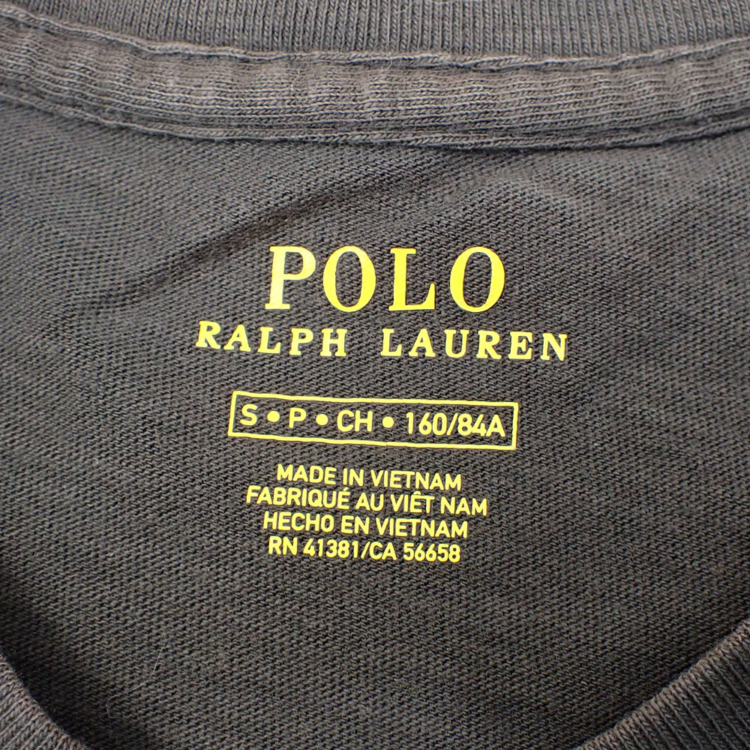 POLO
RALPH LAUREN
S • P • CH • 160/84A
MADE IN VIETNAM
FABRIQUÉ AU VIÊT NAM
HECHO EN VIETNAM
RN 41381/CA 56658